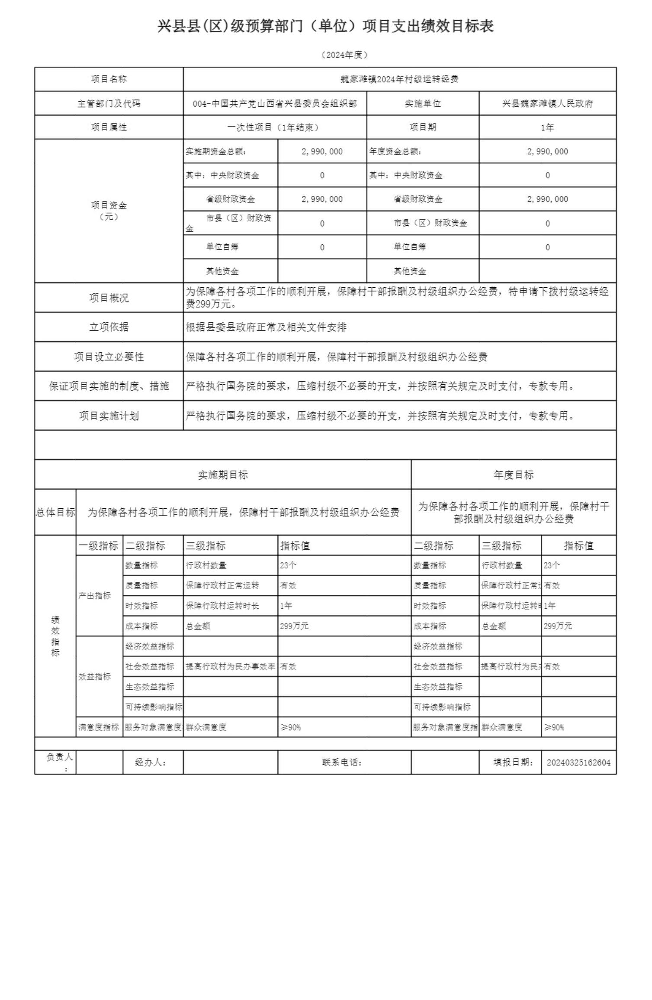 兴县县(区)级预算部门（单位）项目支出绩效目标表
（2024年度）
项目名称 魏家滩镇2024年村级运转经费
主管部门及代码 004-中国共产党山西省兴县委员会组织部 实施单位 兴县魏家滩镇人民政府
项目属性 一次性项目（1年结束） 项目期 1年
项目资金
（元）
实施期资金总额： 2,990,000 年度资金总额： 2,990,000
其中：中央财政资金 0 其中：中央财政资金 0
省级财政资金 2,990,000 省级财政资金 2,990,000
市县（区）财政资
金 0 市县（区）财政资金 0
单位自筹 0 单位自筹 0
其他资金 其他资金
项目概况 为保障各村各项工作的顺利开展，保障村干部报酬及村级组织办公经费，特申请下拨村级运转经
费299万元。
立项依据 根据县委县政府正常及相关文件安排
项目设立必要性 保障各村各项工作的顺利开展，保障村干部报酬及村级组织办公经费
保证项目实施的制度、措施 严格执行国务院的要求，压缩村级不必要的开支，并按照有关规定及时支付，专款专用。
项目实施计划 严格执行国务院的要求，压缩村级不必要的开支，并按照有关规定及时支付，专款专用。
实施期目标 年度目标
总体目标 为保障各村各项工作的顺利开展，保障村干部报酬及村级组织办公经费
为保障各村各项工作的顺利开展，保障村干
部报酬及村级组织办公经费
绩
效
指
标
一级指标 二级指标 三级指标 指标值 二级指标 三级指标 指标值
产出指标
数量指标 行政村数量 23个 数量指标 行政村数量 23个
质量指标 保障行政村正常运转 有效 质量指标 保障行政村正常 有效
时效指标 保障行政村运转时长 1年 时效指标 保障行政村运转 1年
成本指标 总金额 299万元 成本指标 总金额 299万元
效益指标
经济效益指标 经济效益指标
社会效益指标 提高行政村为民办事效率 有效 社会效益指标 提高行政村为民 有效
生态效益指标 生态效益指标
可持续影响指标 可持续影响指标
满意度指标 服务对象满意度 群众满意度 ≥90% 服务对象满意度指 群众满意度 ≥90%
负责人
： 经办人： 联系电话： 填报日期： 20240325162604